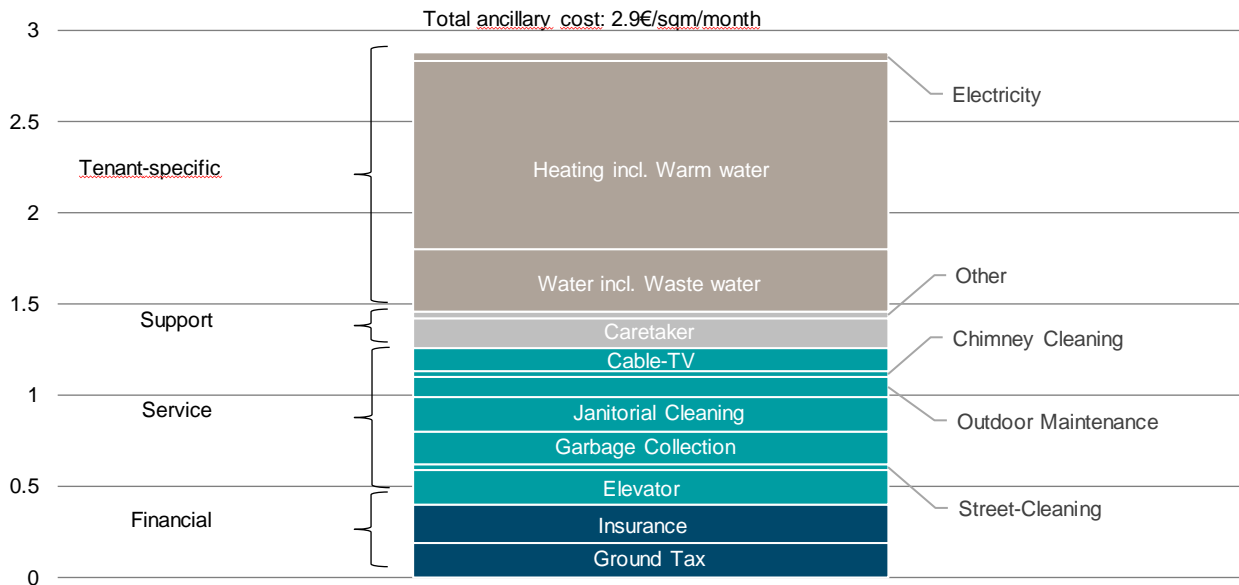 Total ancillary cost: 2.9€/sqm/month
3
2.5
2
1.5
1
0.5
0
Tenant-specific
Support
Service
Financial
Heating incl. Warm water
Water incl. Waste water
Caretaker
Cable-TV
Janitorial Cleaning
Garbage Collection
Elevator
Insurance
Ground Tax
Electricity
Other
Chimney Cleaning
Outdoor Maintenance
Street-Cleaning